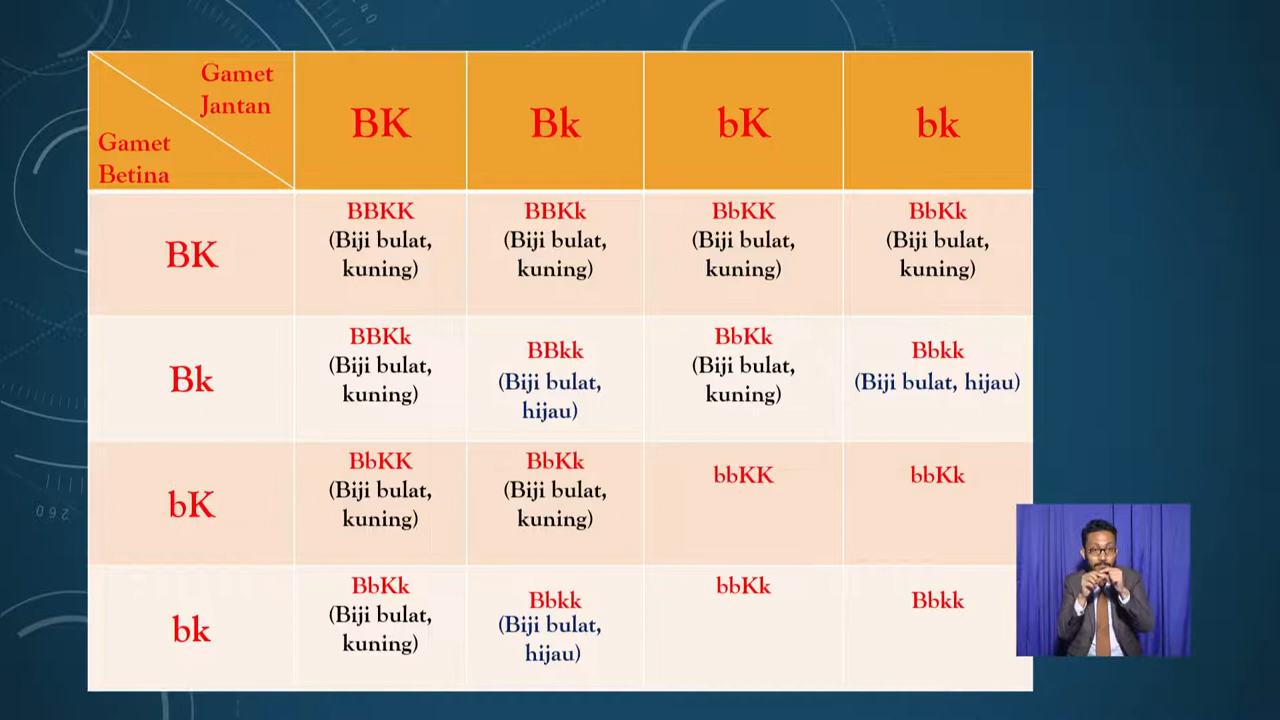 Gamet
Jantan
Gamet
Betina
BK
Bk
bK
bk
BK
BBKK
(Biji bulat,
kuning)
BBKk
(Biji bulat,
kuning)
BbKK
(Biji bulat,
kuning)
BbKk
(Biji bulat,
kuning)
Bk
BBKk
(Biji bulat,
kuning)
BBkk
(Biji bulat,
hijau)
BbKk
(Biji bulat,
kuning)
Bbkk
(Biji bulat, hijau)
bK
BbKK
(Biji bulat,
kuning)
BbKk
(Biji bulat,
kuning)
bbKK
bbKk
bk
BbKk
(Biji bulat,
kuning)
Bbkk
(Biji bulat,
hijau)
bbKk
Bbkk
260